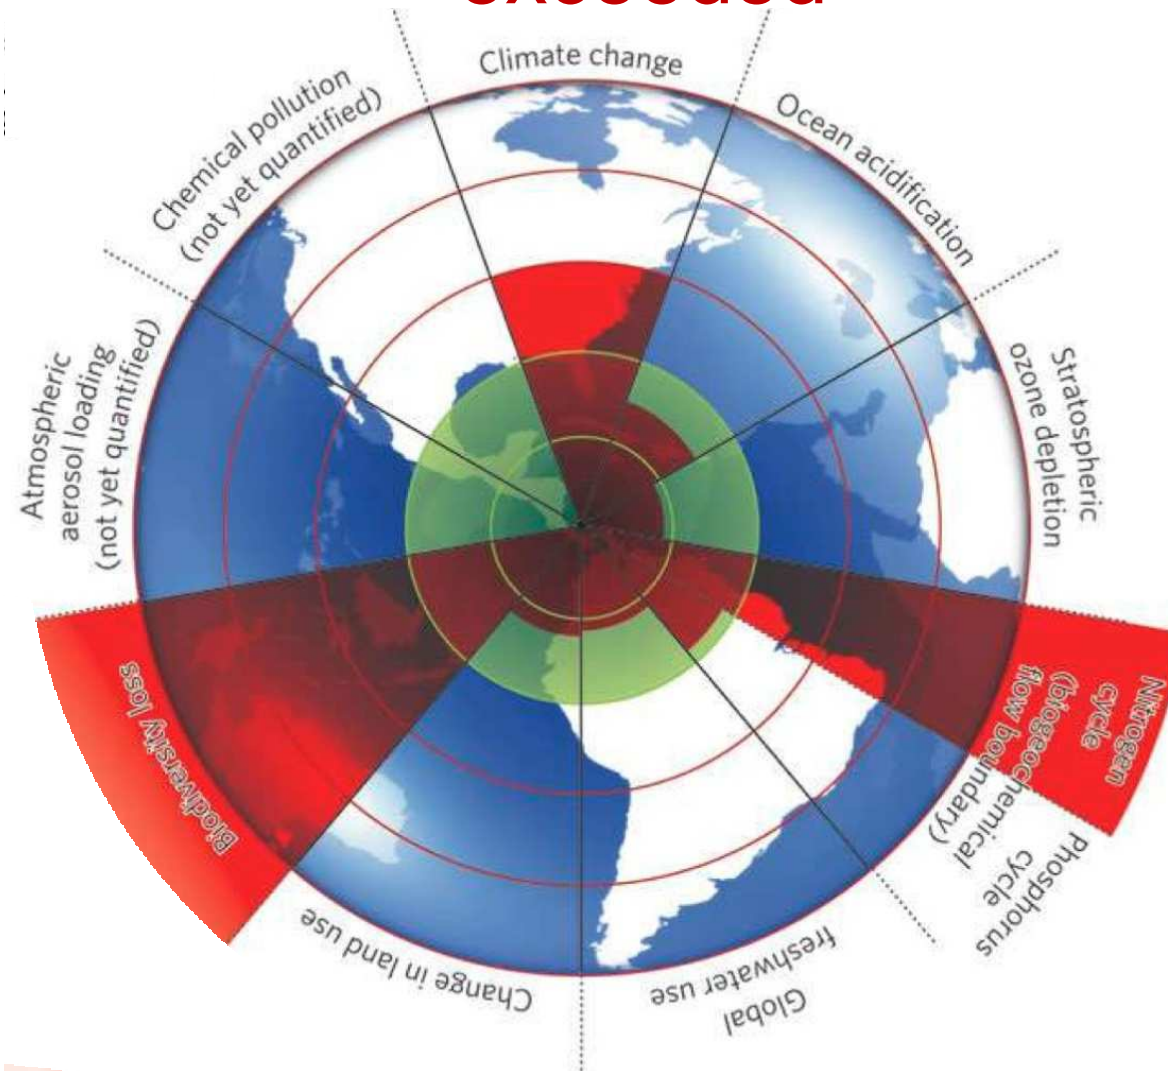 exceeded
Climate change
Ocean acidification
Stratospheric
ozone depletion
Nitrogen
cycle
(biogeochemical
flow boundary)
Phosphorus
cycle
Global
freshwater use
Change in land use
Biodiversity loss
Atmospheric
aerosol loading
(not yet quantified)
Chemical pollution
(not yet quantified)